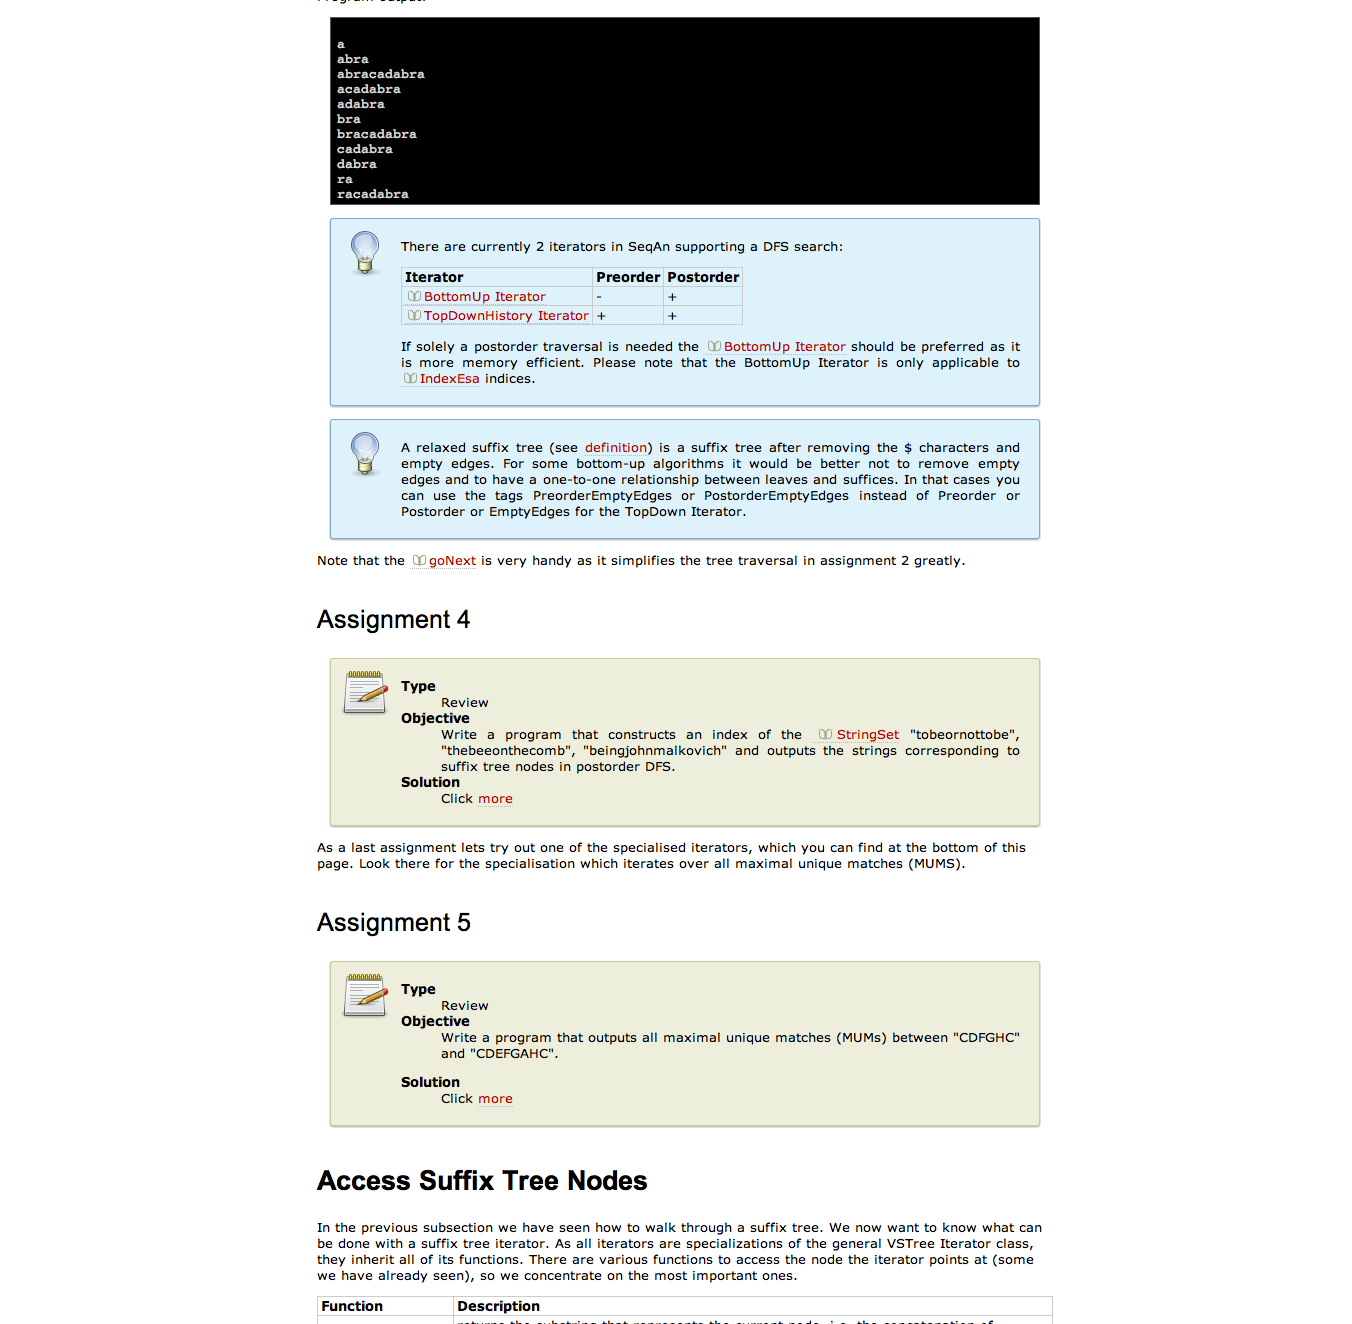 Program output:
a
abra
abracadabra
acadabra
adabra
bra
bracadabra
cadabra
dabra
ra
racadabra
There are currently 2 iterators in SeqAn supporting a DFS search:
Iterator Preorder Postorder
BottomUp Iterator - +
TopDownHistory Iterator + +
If solely a postorder traversal is needed the BottomUp Iterator should be preferred as it
is more memory efficient. Please note that the BottomUp Iterator is only applicable to
IndexEsa indices.
A relaxed suffix tree (see definition) is a suffix tree after removing the $ characters and
empty edges. For some bottom-up algorithms it would be better not to remove empty
edges and to have a one-to-one relationship between leaves and suffices. In that cases you
can use the tags PreorderEmptyEdges or PostorderEmptyEdges instead of Preorder or
Postorder or EmptyEdges for the TopDown Iterator.
Note that the goNext is very handy as it simplifies the tree traversal in assignment 2 greatly.
Assignment 4
Type
Review
Objective
Write a program that constructs an index of the StringSet "tobeornottobe",
"thebeeonthecomb", "beingjohnmalkovich" and outputs the strings corresponding to
suffix tree nodes in postorder DFS.
Solution
Click more
As a last assignment lets try out one of the specialised iterators, which you can find at the bottom of this
page. Look there for the specialisation which iterates over all maximal unique matches (MUMS).
Assignment 5
Type
Review
Objective
Write a program that outputs all maximal unique matches (MUMs) between "CDFGHC"
and "CDEFGAHC".
Solution
Click more
Access Suffix Tree Nodes
In the previous subsection we have seen how to walk through a suffix tree. We now want to know what can
be done with a suffix tree iterator. As all iterators are specializations of the general VSTree Iterator class,
they inherit all of its functions. There are various functions to access the node the iterator points at (some
we have already seen), so we concentrate on the most important ones.
Function Description
returns the substring that represents the current node, i.e. the concatenation of